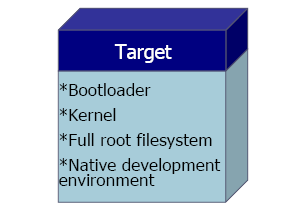 Target
*Bootloader
*Kernel
*Full root filesystem
*Native development
environment